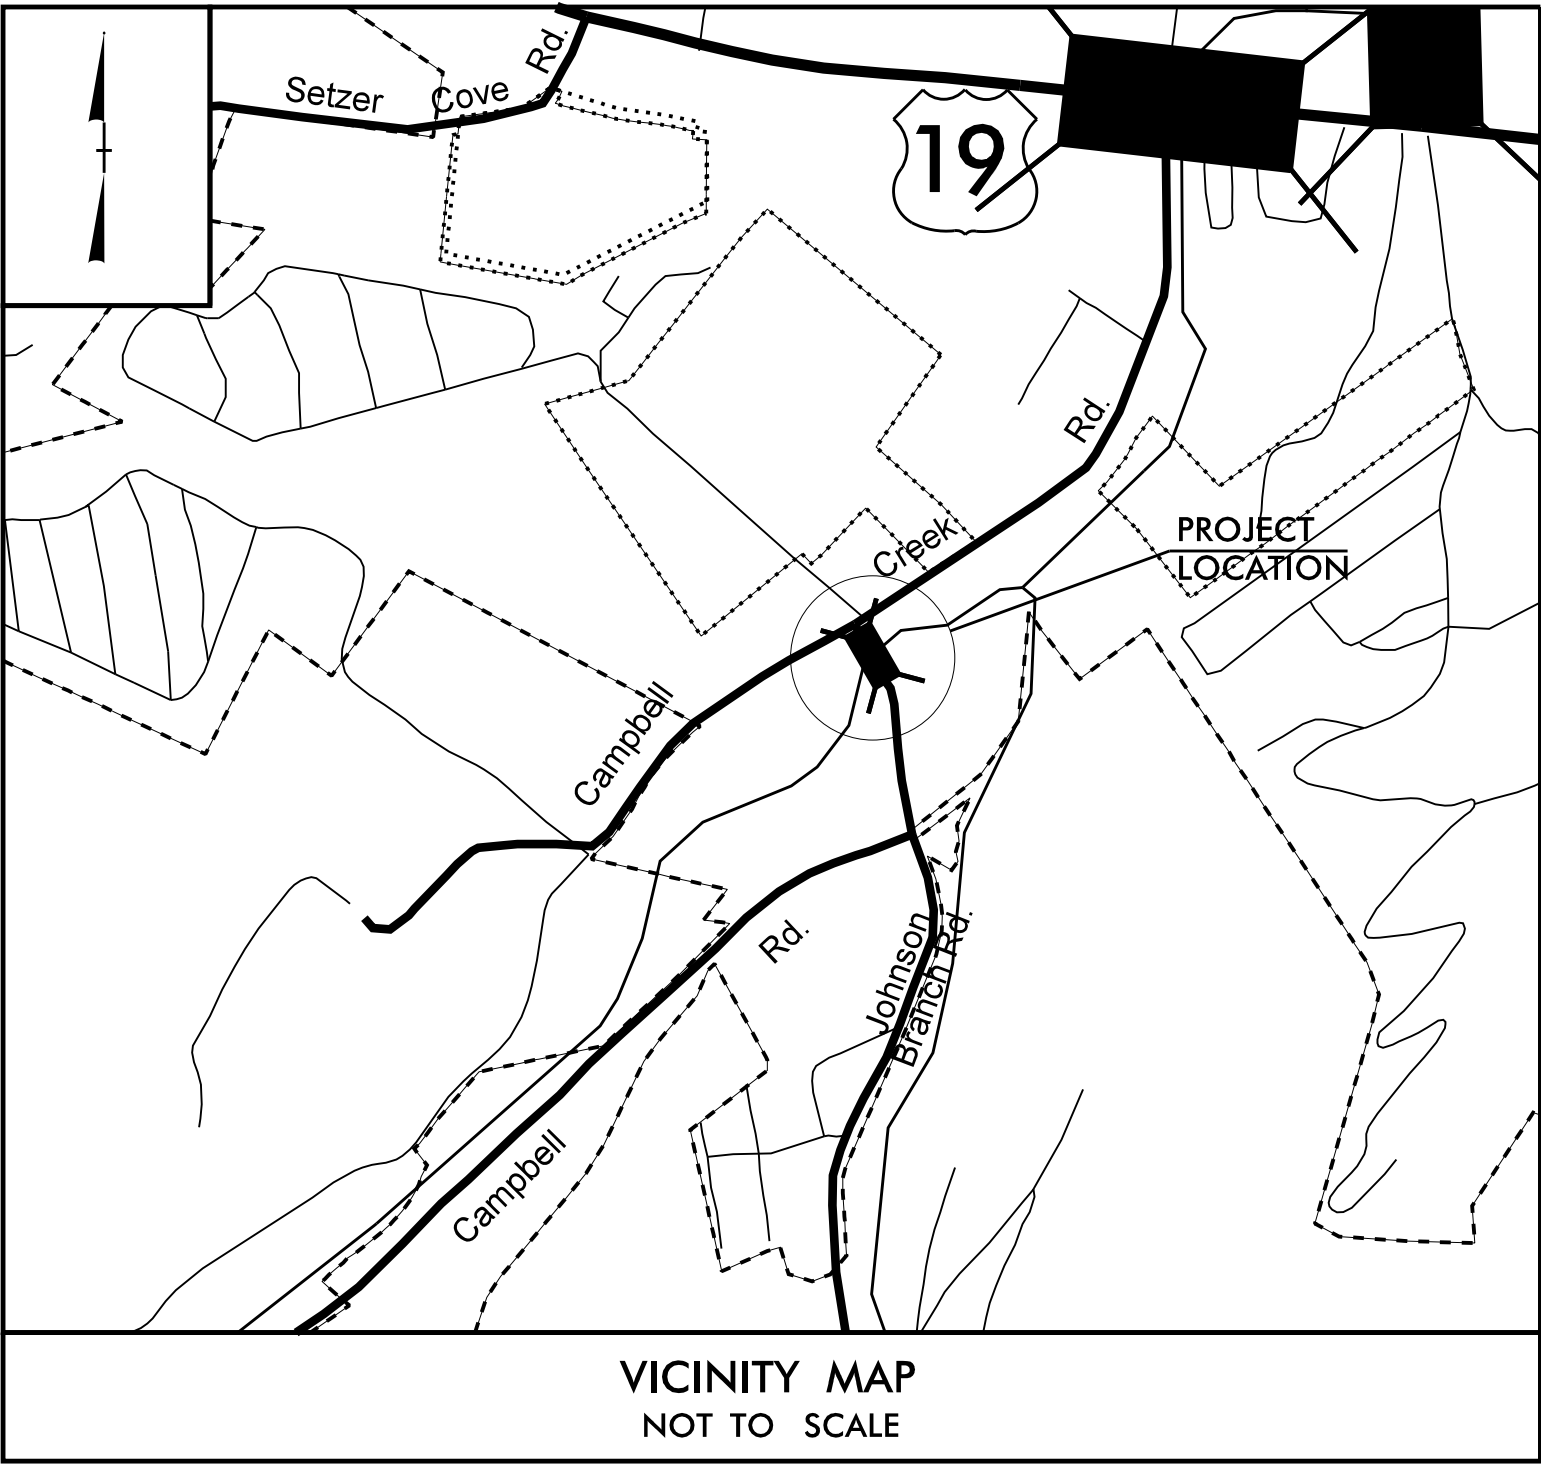 Setzer Cove Rd.
19
Campbell Creek Rd.
PROJECT
LOCATION
Johnson
Branch Rd.
Campbell Rd.
VICINITY MAP
NOT TO SCALE